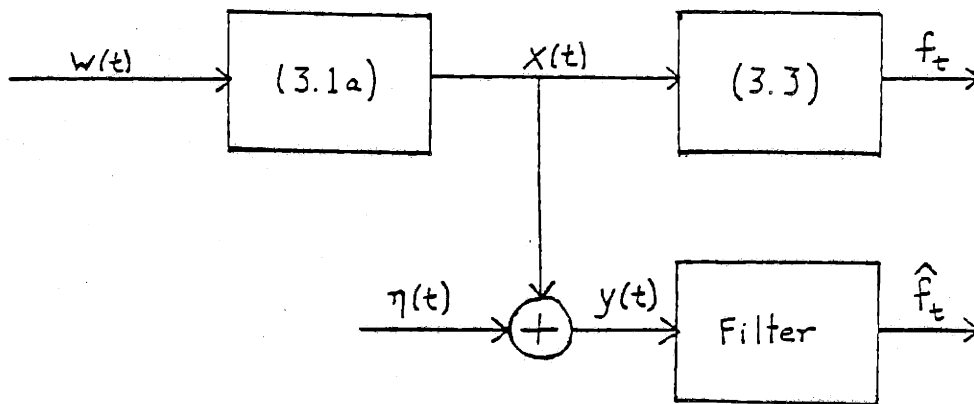 w(t)
(3.1a)
x(t)
(3.3)
f_t
η(t)
+
y(t)
Filter
f̂_t